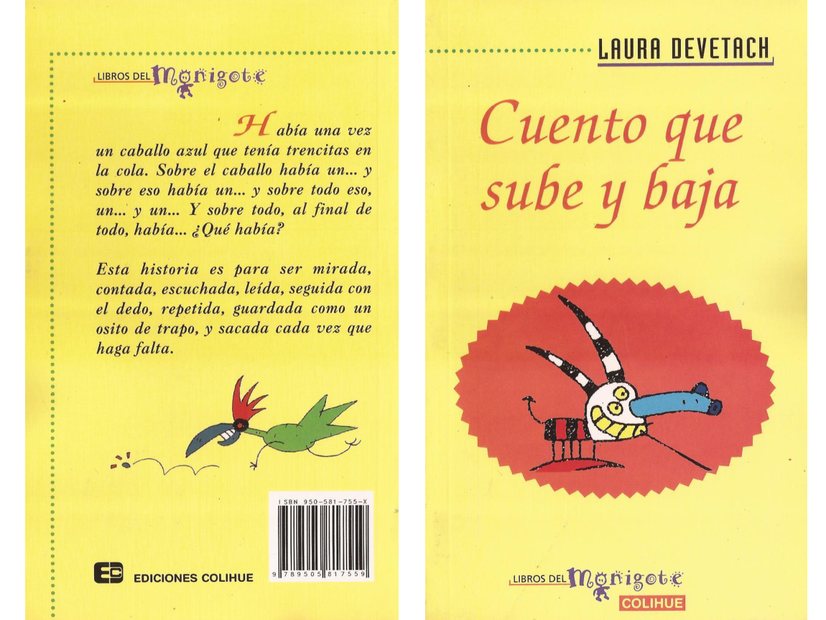 LIBROS DEL Monigote
Había una vez
un caballo azul que tenía trencitas en
la cola. Sobre el caballo había un... y
sobre eso había un... y sobre todo eso,
un... y un... Y sobre todo, al final de
todo, había... ¿Qué había?
Esta historia es para ser mirada,
contada, escuchada, leída, seguida con
el dedo, repetida, guardada como un
osito de trapo, y sacada cada vez que
haga falta.
ISBN 950-581-755-X
9 789505 817559
EC EDICIONES COLIHUE
LAURA DEVETACH
Cuento que
sube y baja
LIBROS DEL Monigote
COLIHUE